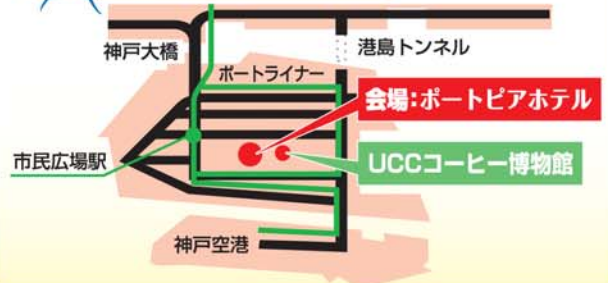 神戸大橋
港島トンネル
ポートライナー
会場:ポートピアホテル
市民広場駅
UCCコーヒー博物館
神戸空港